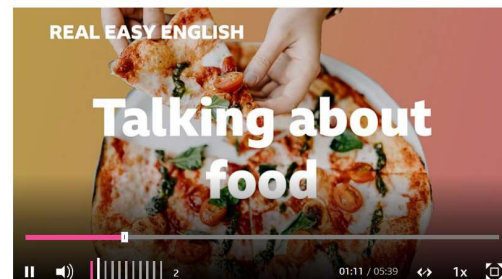 REAL EASY ENGLISH
Talking about
food
2
01:11 / 05:39
1x